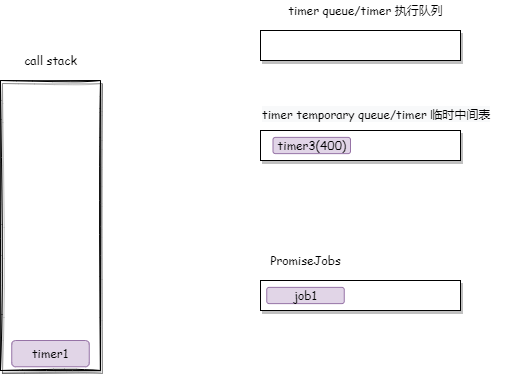 timer queue/timer 执行队列
call stack
timer temporary queue/timer 临时中间表
timer3(400)
PromiseJobs
job1
timer1